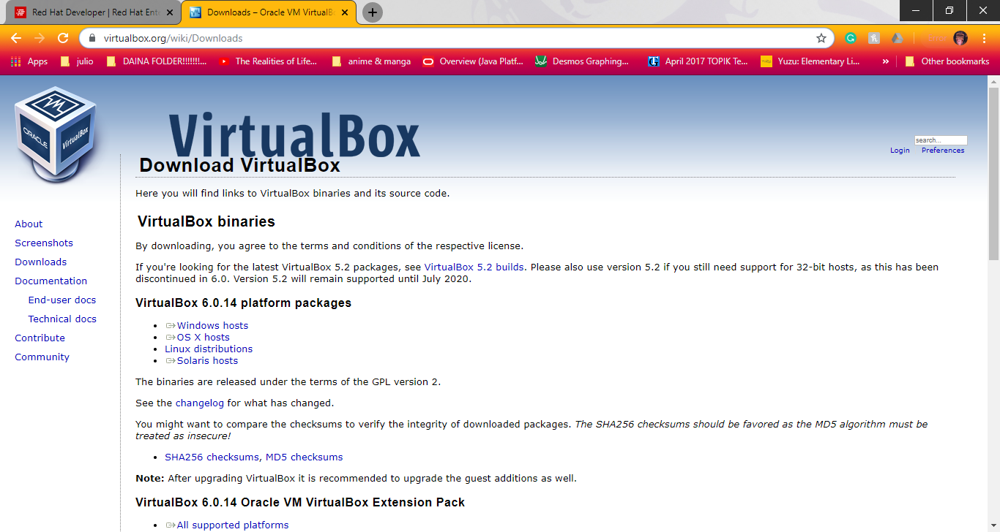 Red Hat Developer | Red Hat Ent
Downloads – Oracle VM VirtualB
virtualbox.org/wiki/Downloads
Error
Apps
julio
DAINA FOLDER!!!!!!!...
The Realities of Life...
anime & manga
Overview (Java Platf...
Desmos Graphing...
April 2017 TOPIK Te...
Yuzu: Elementary Li...
»
Other bookmarks
ORACLE
VirtualBox
VirtualBox
search...
Login
Preferences
Download VirtualBox
Here you will find links to VirtualBox binaries and its source code.
About
Screenshots
Downloads
Documentation
End-user docs
Technical docs
Contribute
Community
VirtualBox binaries
By downloading, you agree to the terms and conditions of the respective license.
If you're looking for the latest VirtualBox 5.2 packages, see VirtualBox 5.2 builds. Please also use version 5.2 if you still need support for 32-bit hosts, as this has been
discontinued in 6.0. Version 5.2 will remain supported until July 2020.
VirtualBox 6.0.14 platform packages
Windows hosts
OS X hosts
Linux distributions
Solaris hosts
The binaries are released under the terms of the GPL version 2.
See the changelog for what has changed.
You might want to compare the checksums to verify the integrity of downloaded packages. The SHA256 checksums should be favored as the MD5 algorithm must be
treated as insecure!
SHA256 checksums, MD5 checksums
Note: After upgrading VirtualBox it is recommended to upgrade the guest additions as well.
VirtualBox 6.0.14 Oracle VM VirtualBox Extension Pack
All supported platforms